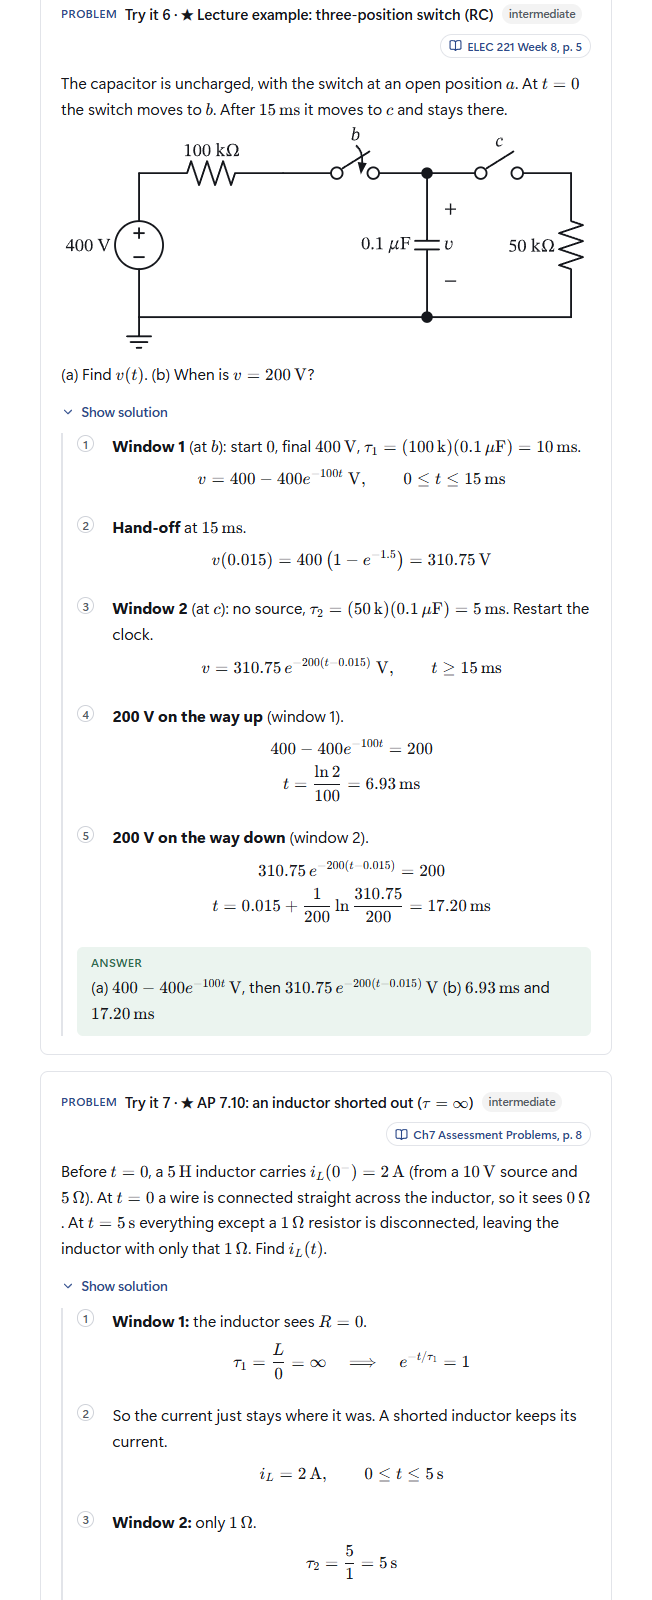 PROBLEM Try it 6 · ★ Lecture example: three-position switch (RC) intermediate
ELEC 221 Week 8, p. 5
The capacitor is uncharged, with the switch at an open position a. At t = 0
the switch moves to b. After 15 ms it moves to c and stays there.
b
c
100 kΩ
+
400 V
+
−
0.1 μF
v
50 kΩ
−
(a) Find v(t). (b) When is v = 200 V?
Show solution
1 Window 1 (at b): start 0, final 400 V, τ₁ = (100 k)(0.1 μF) = 10 ms.
v = 400 − 400e^{−100t} V, 0 ≤ t ≤ 15 ms
2 Hand-off at 15 ms.
v(0.015) = 400 (1 − e^{−1.5}) = 310.75 V
3 Window 2 (at c): no source, τ₂ = (50 k)(0.1 μF) = 5 ms. Restart the
clock.
v = 310.75 e^{−200(t−0.015)} V, t ≥ 15 ms
4 200 V on the way up (window 1).
400 − 400e^{−100t} = 200
t = ln 2 / 100 = 6.93 ms
5 200 V on the way down (window 2).
310.75 e^{−200(t−0.015)} = 200
t = 0.015 + 1/200 ln 310.75/200 = 17.20 ms
ANSWER
(a) 400 − 400e^{−100t} V, then 310.75 e^{−200(t−0.015)} V (b) 6.93 ms and
17.20 ms
PROBLEM Try it 7 · ★ AP 7.10: an inductor shorted out (τ = ∞) intermediate
Ch7 Assessment Problems, p. 8
Before t = 0, a 5 H inductor carries i_L(0⁻) = 2 A (from a 10 V source and
5 Ω). At t = 0 a wire is connected straight across the inductor, so it sees 0 Ω
. At t = 5 s everything except a 1 Ω resistor is disconnected, leaving the
inductor with only that 1 Ω. Find i_L(t).
Show solution
1 Window 1: the inductor sees R = 0.
τ₁ = L/0 = ∞ ⟹ e^{−t/τ₁} = 1
2 So the current just stays where it was. A shorted inductor keeps its
current.
i_L = 2 A, 0 ≤ t ≤ 5 s
3 Window 2: only 1 Ω.
τ₂ = 5/1 = 5 s